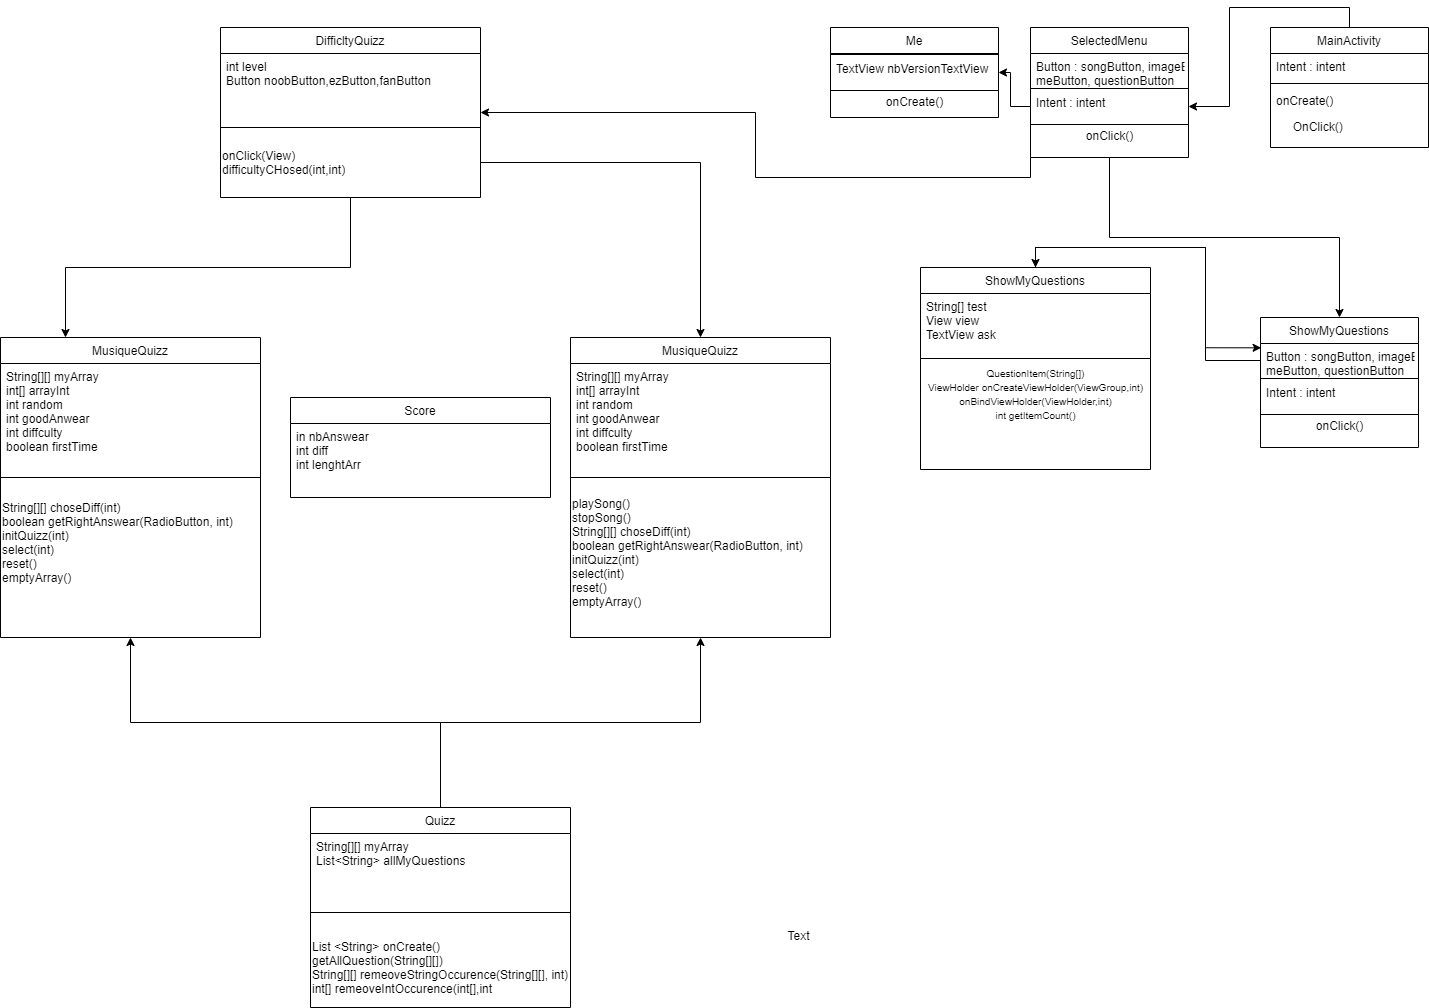 DifficltyQuizz
int level
Button noobButton,ezButton,fanButton
onClick(View)
difficultyCHosed(int,int)
Me
TextView nbVersionTextView
onCreate()
SelectedMenu
Button : songButton, imageE
meButton, questionButton
Intent : intent
onClick()
MainActivity
Intent : intent
onCreate()
OnClick()
ShowMyQuestions
String[] test
View view
TextView ask
QuestionItem(String[])
ViewHolder onCreateViewHolder(ViewGroup,int)
onBindViewHolder(ViewHolder,int)
int getItemCount()
ShowMyQuestions
Button : songButton, imageE
meButton, questionButton
Intent : intent
onClick()
MusiqueQuizz
String[][] myArray
int[] arrayInt
int random
int goodAnwear
int diffculty
boolean firstTime
String[][] choseDiff(int)
boolean getRightAnswear(RadioButton, int)
initQuizz(int)
select(int)
reset()
emptyArray()
Score
in nbAnswear
int diff
int lenghtArr
MusiqueQuizz
String[][] myArray
int[] arrayInt
int random
int goodAnwear
int diffculty
boolean firstTime
playSong()
stopSong()
String[][] choseDiff(int)
boolean getRightAnswear(RadioButton, int)
initQuizz(int)
select(int)
reset()
emptyArray()
Quizz
String[][] myArray
List<String> allMyQuestions
List <String> onCreate()
getAllQuestion(String[][])
String[][] remeoveStringOccurence(String[][], int)
int[] remeoveIntOccurence(int[],int
Text